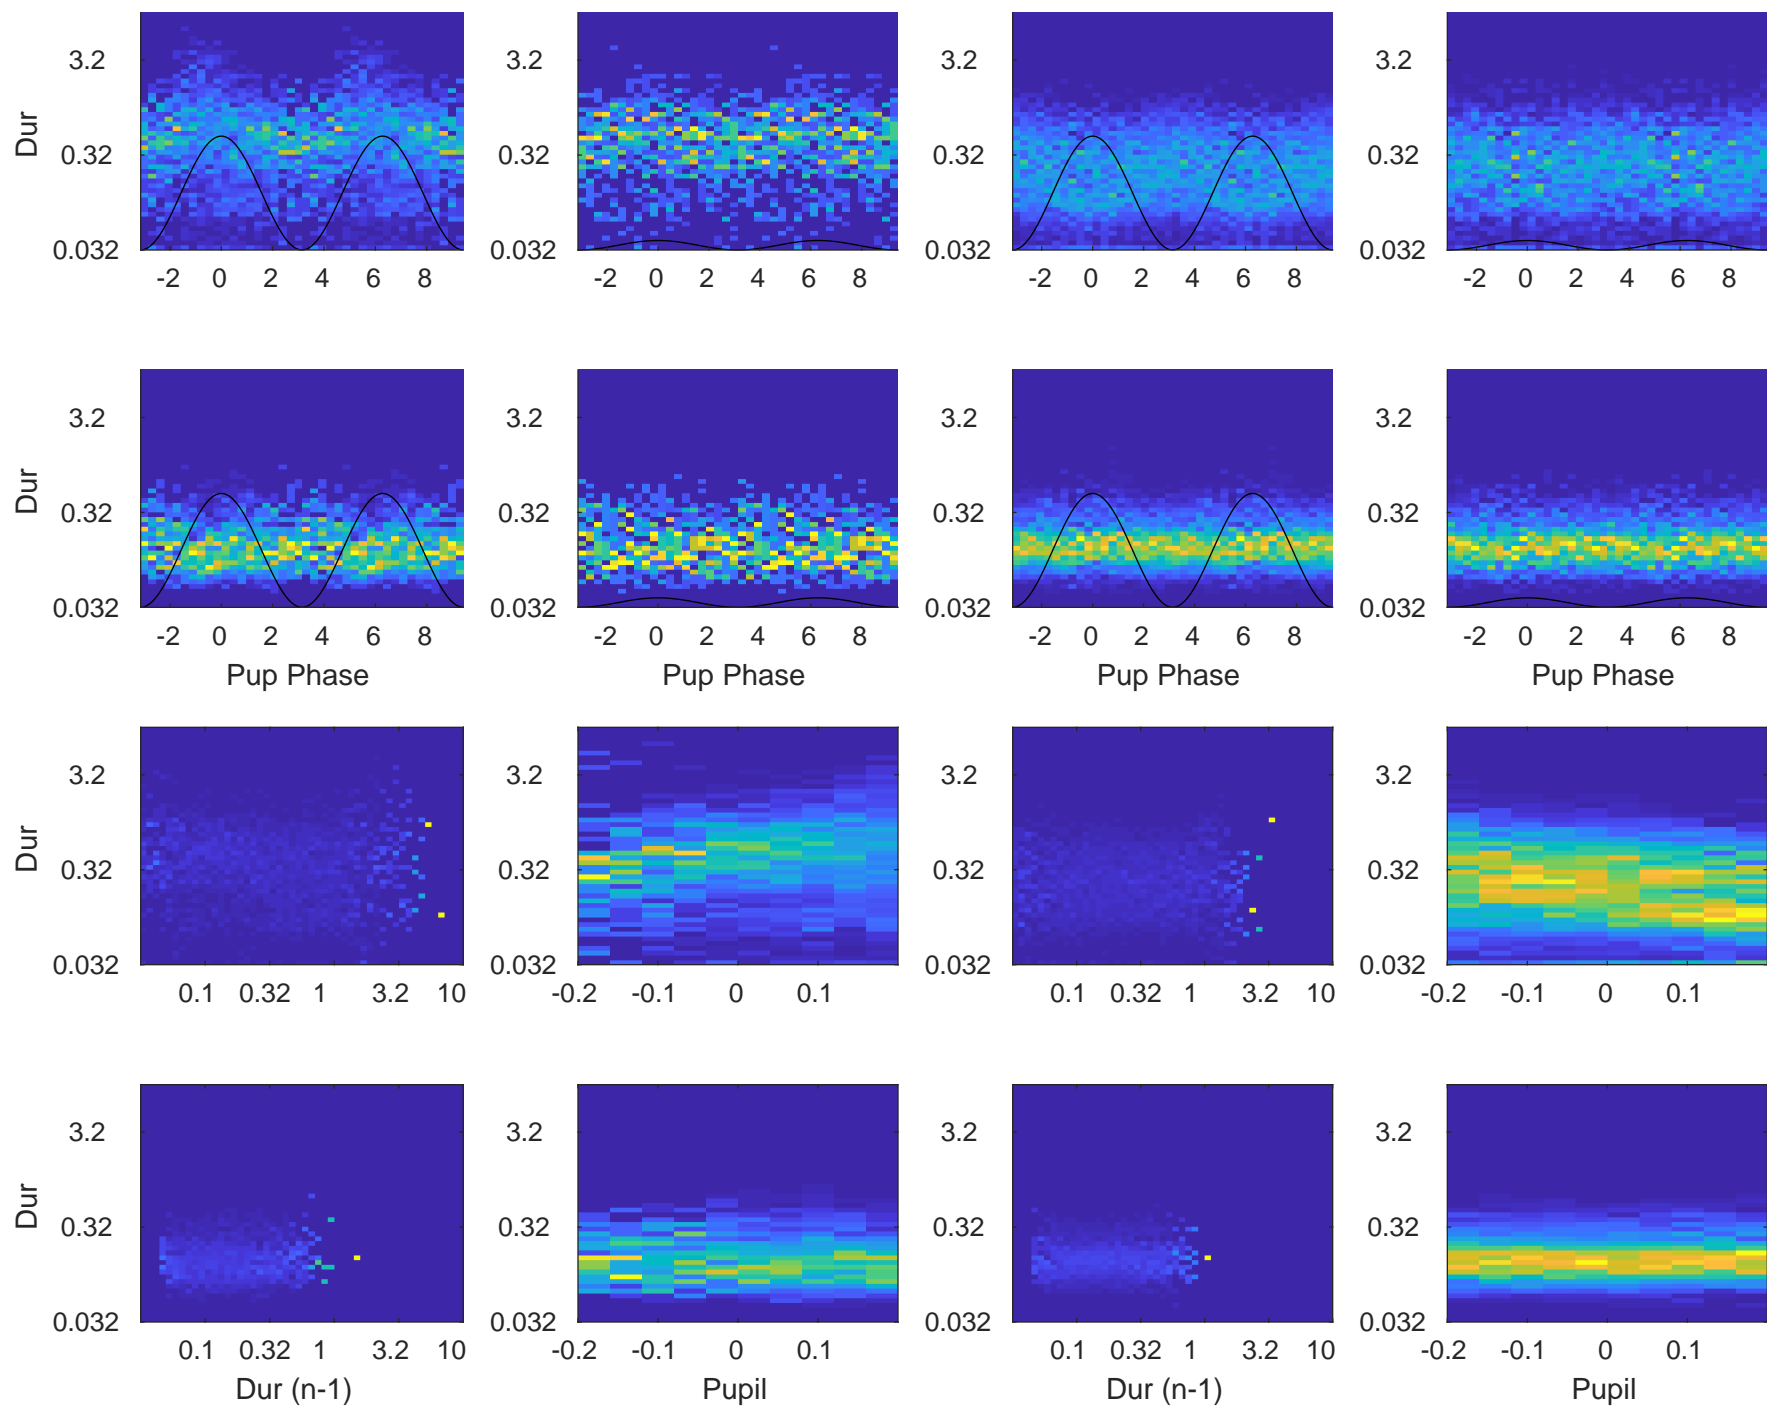 3.2 3.2 3.2 3.2
Dur
0.32 0.32 0.32 0.32
0.032 0.032 0.032 0.032
-2 0 2 4 6 8 -2 0 2 4 6 8 -2 0 2 4 6 8 -2 0 2 4 6 8
3.2 3.2 3.2 3.2
Dur
0.32 0.32 0.32 0.32
0.032 0.032 0.032 0.032
-2 0 2 4 6 8 -2 0 2 4 6 8 -2 0 2 4 6 8 -2 0 2 4 6 8
Pup Phase Pup Phase Pup Phase Pup Phase
3.2 3.2 3.2 3.2
Dur
0.32 0.32 0.32 0.32
0.032 0.032 0.032 0.032
0.1 0.32 1 3.2 10 -0.2 -0.1 0 0.1 0.1 0.32 1 3.2 10 -0.2 -0.1 0 0.1
3.2 3.2 3.2 3.2
Dur
0.32 0.32 0.32 0.32
0.032 0.032 0.032 0.032
0.1 0.32 1 3.2 10 -0.2 -0.1 0 0.1 0.1 0.32 1 3.2 10 -0.2 -0.1 0 0.1
Dur (n-1) Pupil Dur (n-1) Pupil